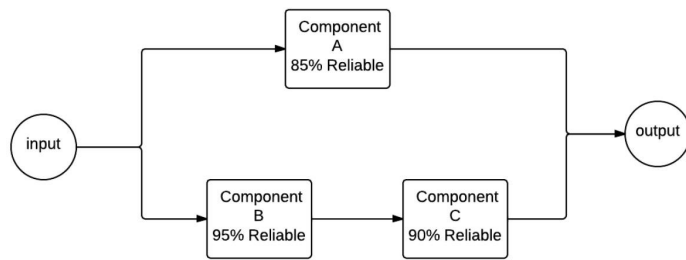 Component
A
85% Reliable
input
output
Component
B
95% Reliable
Component
C
90% Reliable